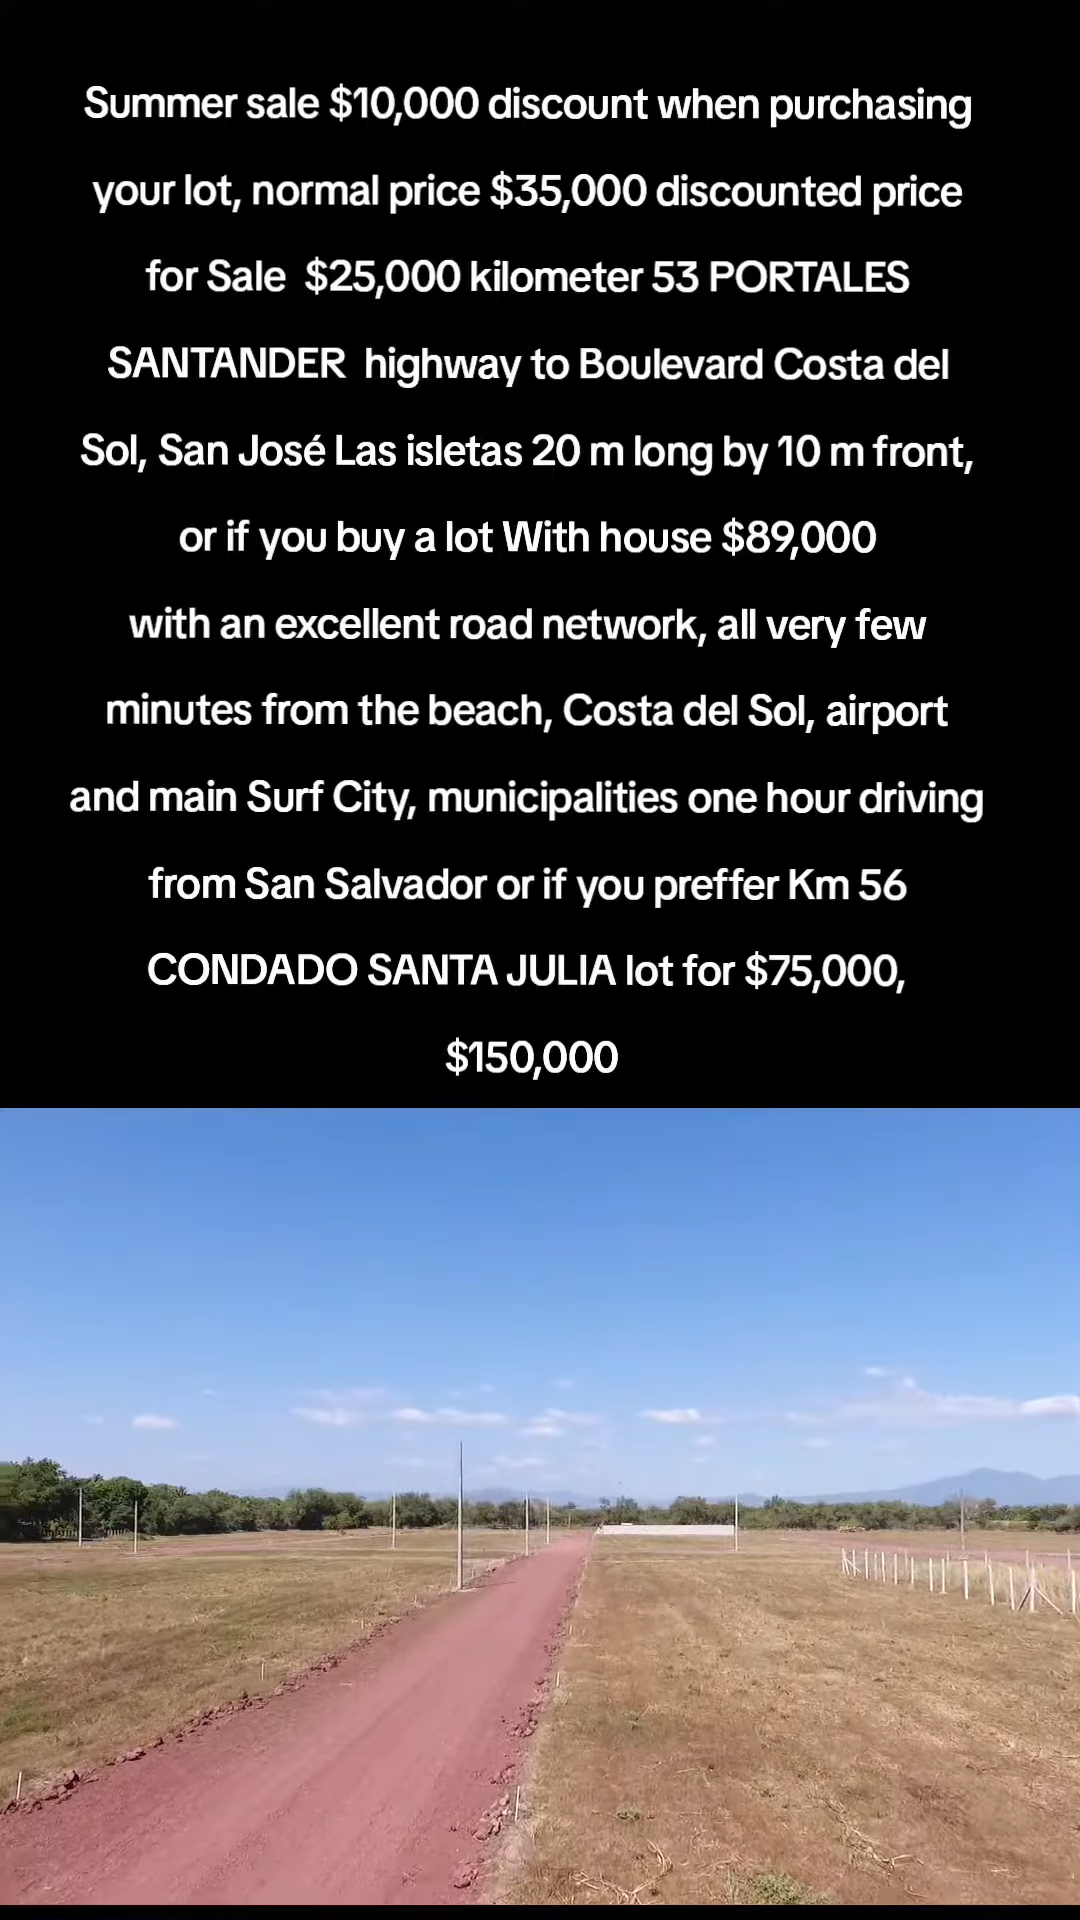 Summer sale $10,000 discount when purchasing
your lot, normal price $35,000 discounted price
for Sale  $25,000 kilometer 53 PORTALES
SANTANDER  highway to Boulevard Costa del
Sol, San José Las isletas 20 m long by 10 m front,
or if you buy a lot With house $89,000
with an excellent road network, all very few
minutes from the beach, Costa del Sol, airport
and main Surf City, municipalities one hour driving
from San Salvador or if you preffer Km 56
CONDADO SANTA JULIA lot for $75,000,
$150,000